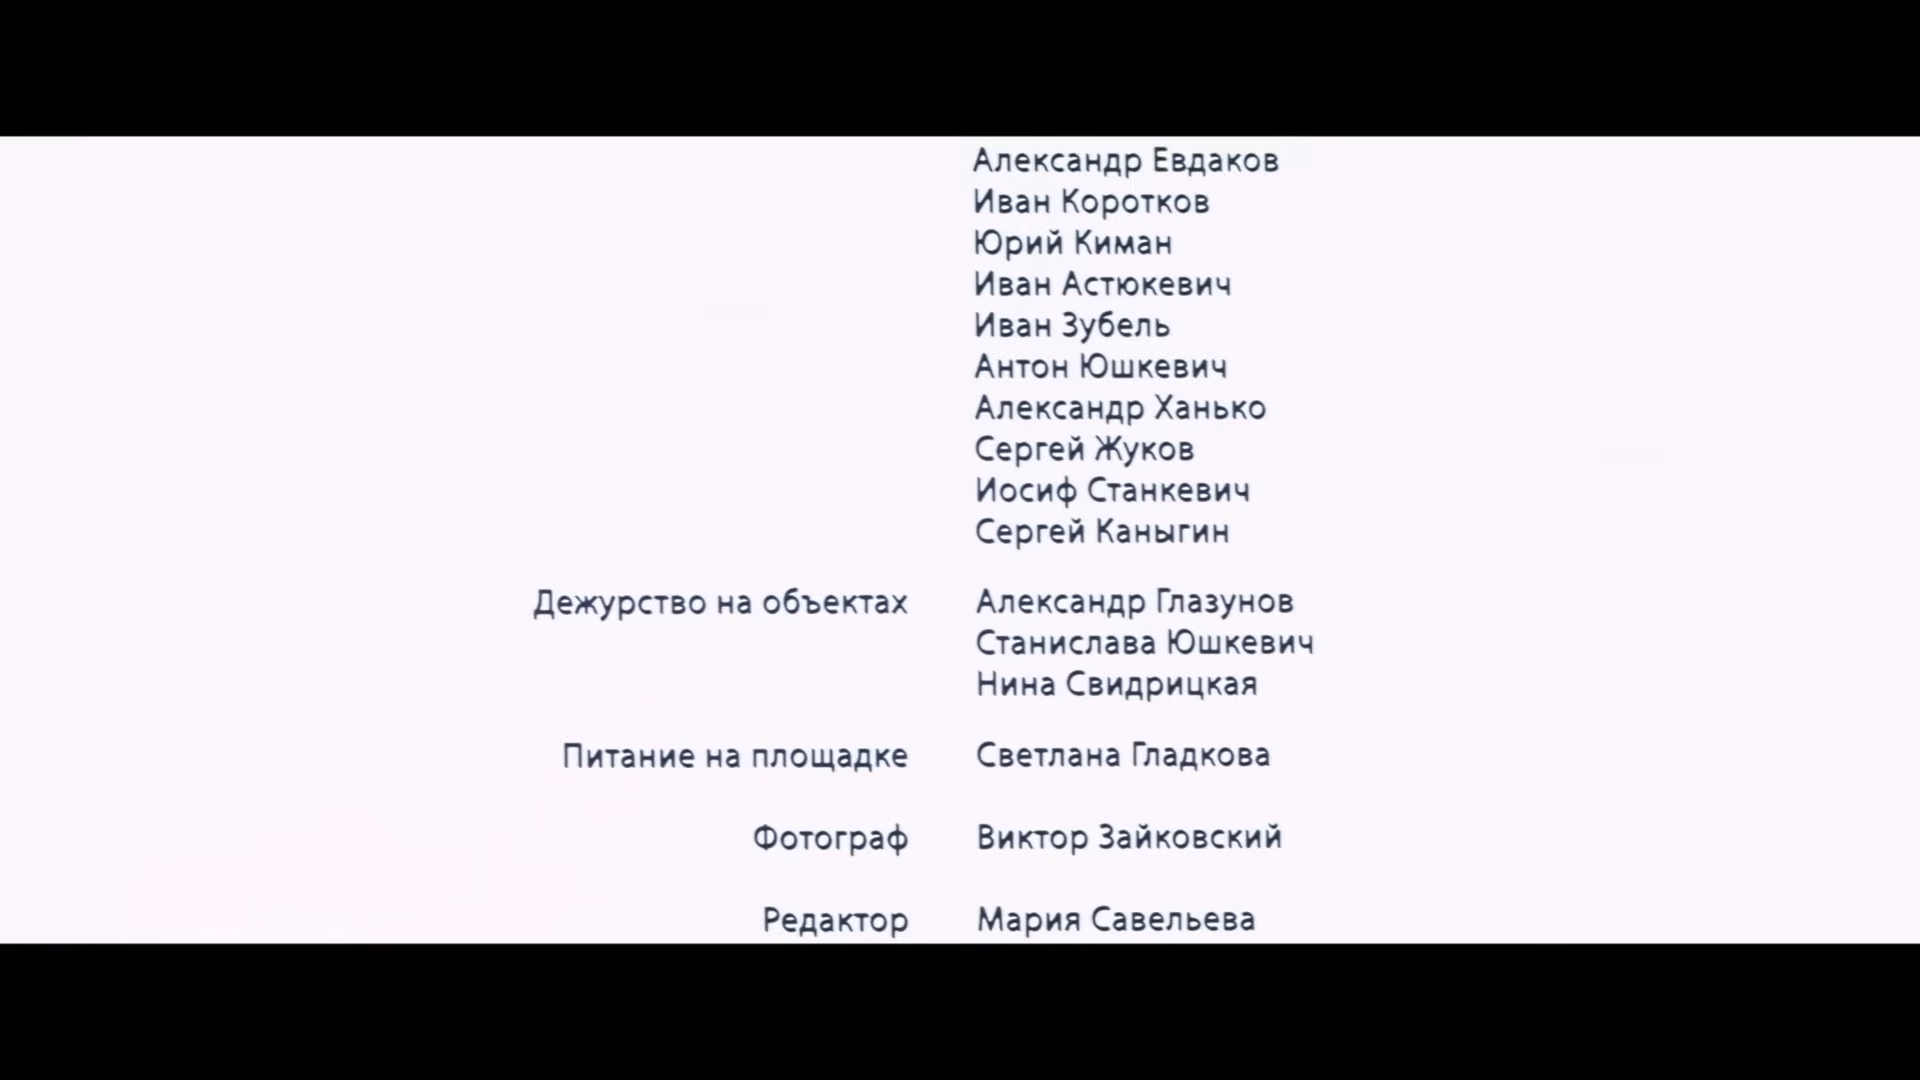 Александр Евдаков
Иван Коротков
Юрий Киман
Иван Астюкевич
Иван Зубель
Антон Юшкевич
Александр Ханько
Сергей Жуков
Иосиф Станкевич
Сергей Каныгин
Дежурство на объектах Александр Глазунов
Станислава Юшкевич
Нина Свидрицкая
Питание на площадке Светлана Гладкова
Фотограф Виктор Зайковский
Редактор Мария Савельева